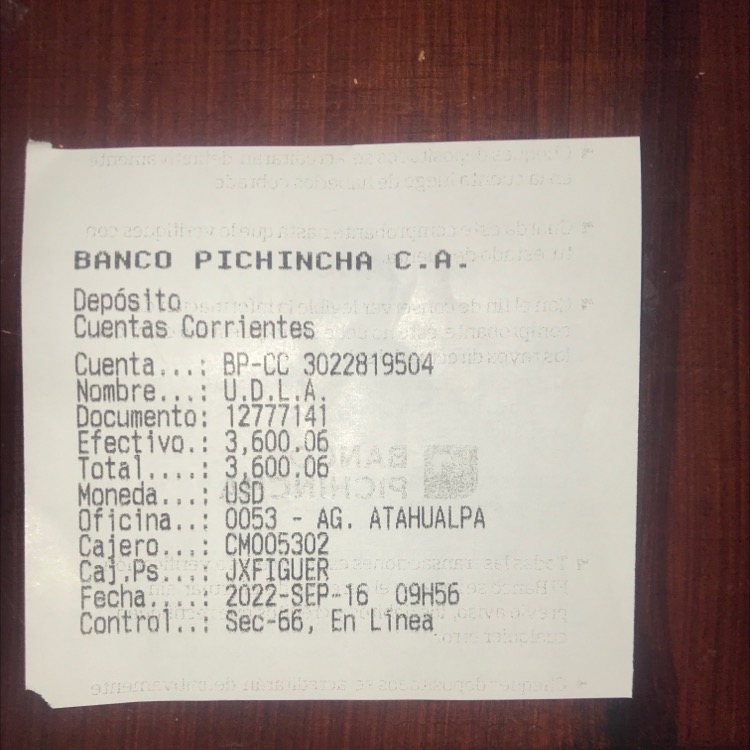 BANCO PICHINCHA C.A.
Depósito
Cuentas Corrientes
Cuenta...: BP-CC 3022819504
Nombre...: U.D.L.A.
Documento: 12777141
Efectivo.: 3,600.06
Total....: 3,600.06
Moneda...: USD
Oficina..: 0053 - AG. ATAHUALPA
Cajero...: CM005302
Caj.Ps...: JXFIGUER
Fecha....: 2022-SEP-16 09H56
Control..: Sec-66, En Línea